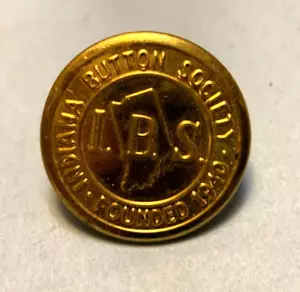 INDIANA BUTTON SOCIETY
I. B. S.
· FOUNDED 1940 ·